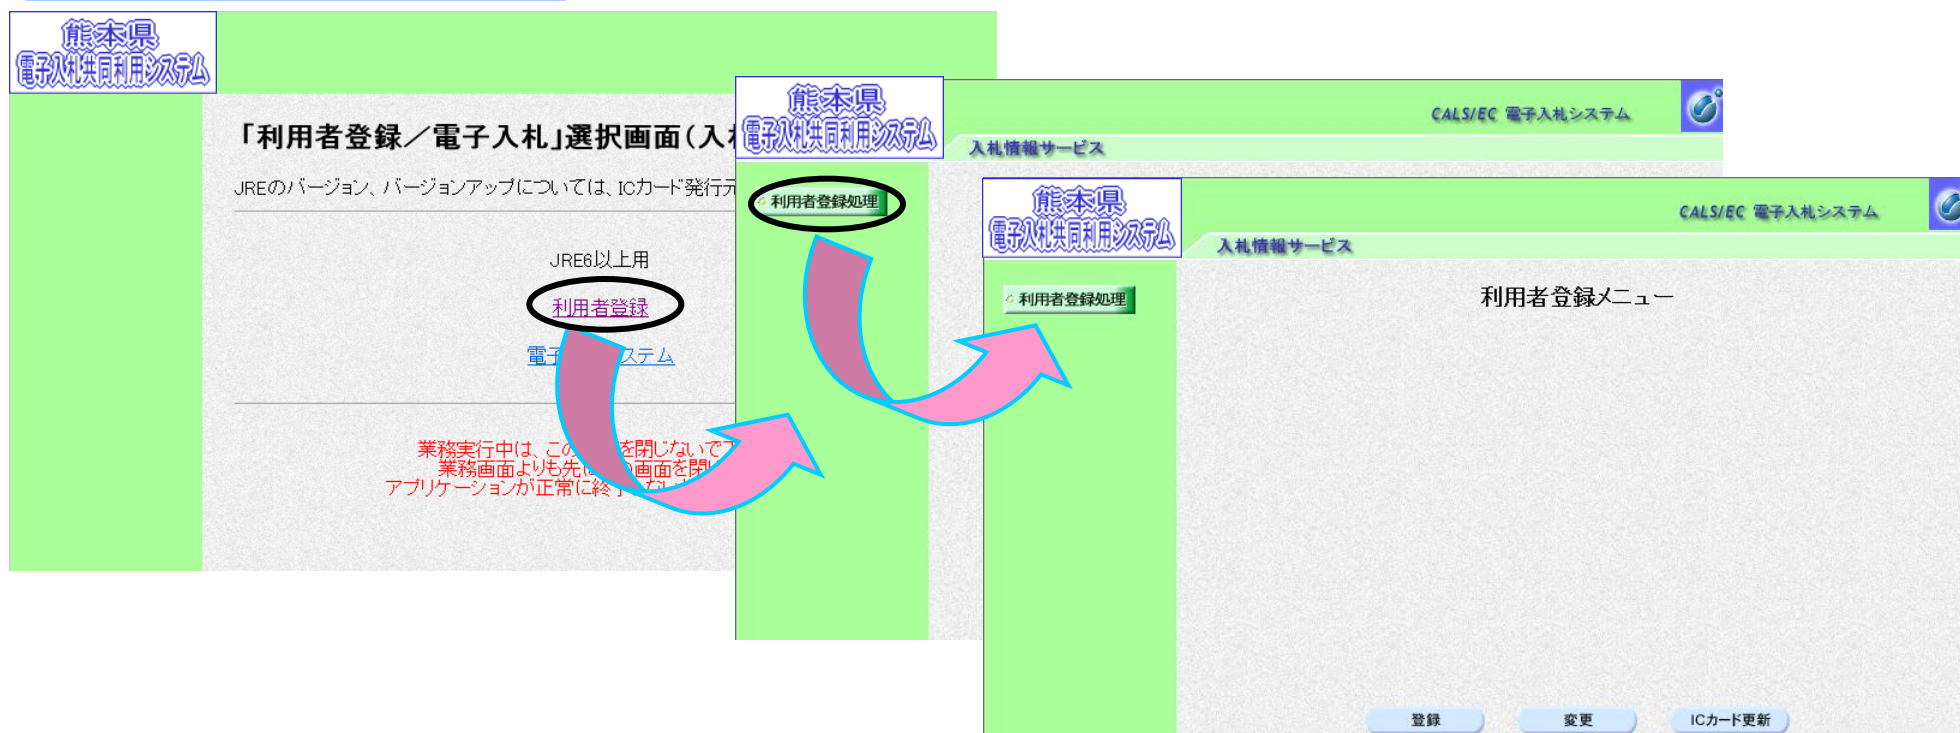 熊本県
電子入札共同利用システム
「利用者登録／電子入札」選択画面(入
JREのバージョン、バージョンアップについては、ICカード発行元
JRE6以上用
利用者登録
電子 ステム
業務実行中は、この を閉じないで
業務画面よりも先に 画面を閉
アプリケーションが正常に終了 ない
熊本県
電子入札共同利用システム
CALS/EC 電子入札システム
入札情報サービス
利用者登録処理
熊本県
電子入札共同利用システム
CALS/EC 電子入札システム
入札情報サービス
利用者登録処理
利用者登録メニュー
登録
変更
ICカード更新